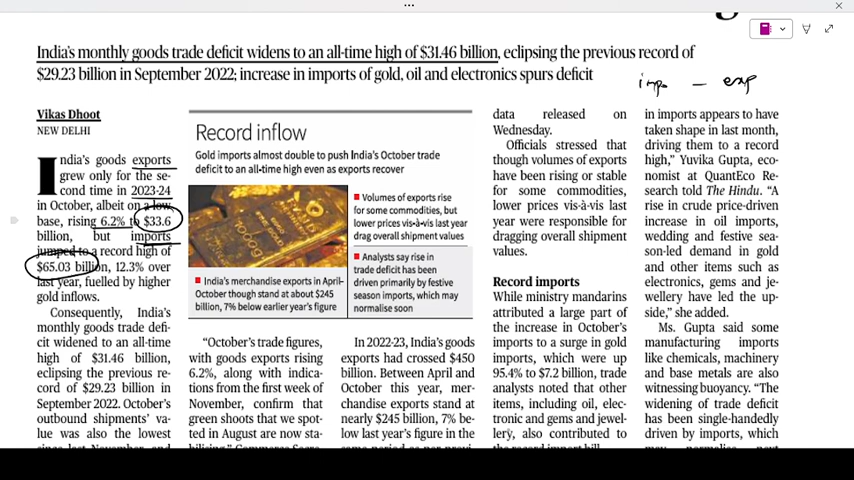 India's monthly goods trade deficit widens to an all-time high of $31.46 billion, eclipsing the previous record of
$29.23 billion in September 2022; increase in imports of gold, oil and electronics spurs deficit
imp - exp
Vikas Dhoot
NEW DELHI
India's goods exports
grew only for the se-
cond time in 2023-24
in October, albeit on a low
base, rising 6.2% to $33.6
billion, but imports
jumped to a record high of
$65.03 billion, 12.3% over
last year, fuelled by higher
gold inflows.
Consequently, India's
monthly goods trade defi-
cit widened to an all-time
high of $31.46 billion,
eclipsing the previous re-
cord of $29.23 billion in
September 2022. October's
outbound shipments' va-
lue was also the lowest
since last November, and
Record inflow
Gold imports almost double to push India's October trade
deficit to an all-time high even as exports recover
1000g
Volumes of exports rise
for some commodities, but
lower prices vis-à-vis last year
drag overall shipment values
Analysts say rise in
trade deficit has been
driven primarily by festive
season imports, which may
normalise soon
India's merchandise exports in April-
October though stand at about $245
billion, 7% below earlier year's figure
"October's trade figures,
with goods exports rising
6.2%, along with indica-
tions from the first week of
November, confirm that
green shoots that we spot-
ted in August are now sta-
bilising," Commerce Secre-
In 2022-23, India's goods
exports had crossed $450
billion. Between April and
October this year, mer-
chandise exports stand at
nearly $245 billion, 7% be-
low last year's figure in the
same period as per provi-
data released on
Wednesday.
Officials stressed that
though volumes of exports
have been rising or stable
for some commodities,
lower prices vis-à-vis last
year were responsible for
dragging overall shipment
values.
Record imports
While ministry mandarins
attributed a large part of
the increase in October's
imports to a surge in gold
imports, which were up
95.4% to $7.2 billion, trade
analysts noted that other
items, including oil, elec-
tronic and gems and jewel-
lery, also contributed to
the record import bill.
in imports appears to have
taken shape in last month,
driving them to a record
high," Yuvika Gupta, eco-
nomist at QuantEco Re-
search told The Hindu. "A
rise in crude price-driven
increase in oil imports,
wedding and festive sea-
son-led demand in gold
and other items such as
electronics, gems and je-
wellery have led the up-
side," she added.
Ms. Gupta said some
manufacturing imports
like chemicals, machinery
and base metals are also
witnessing buoyancy. "The
widening of trade deficit
has been single-handedly
driven by imports, which
may normalise next